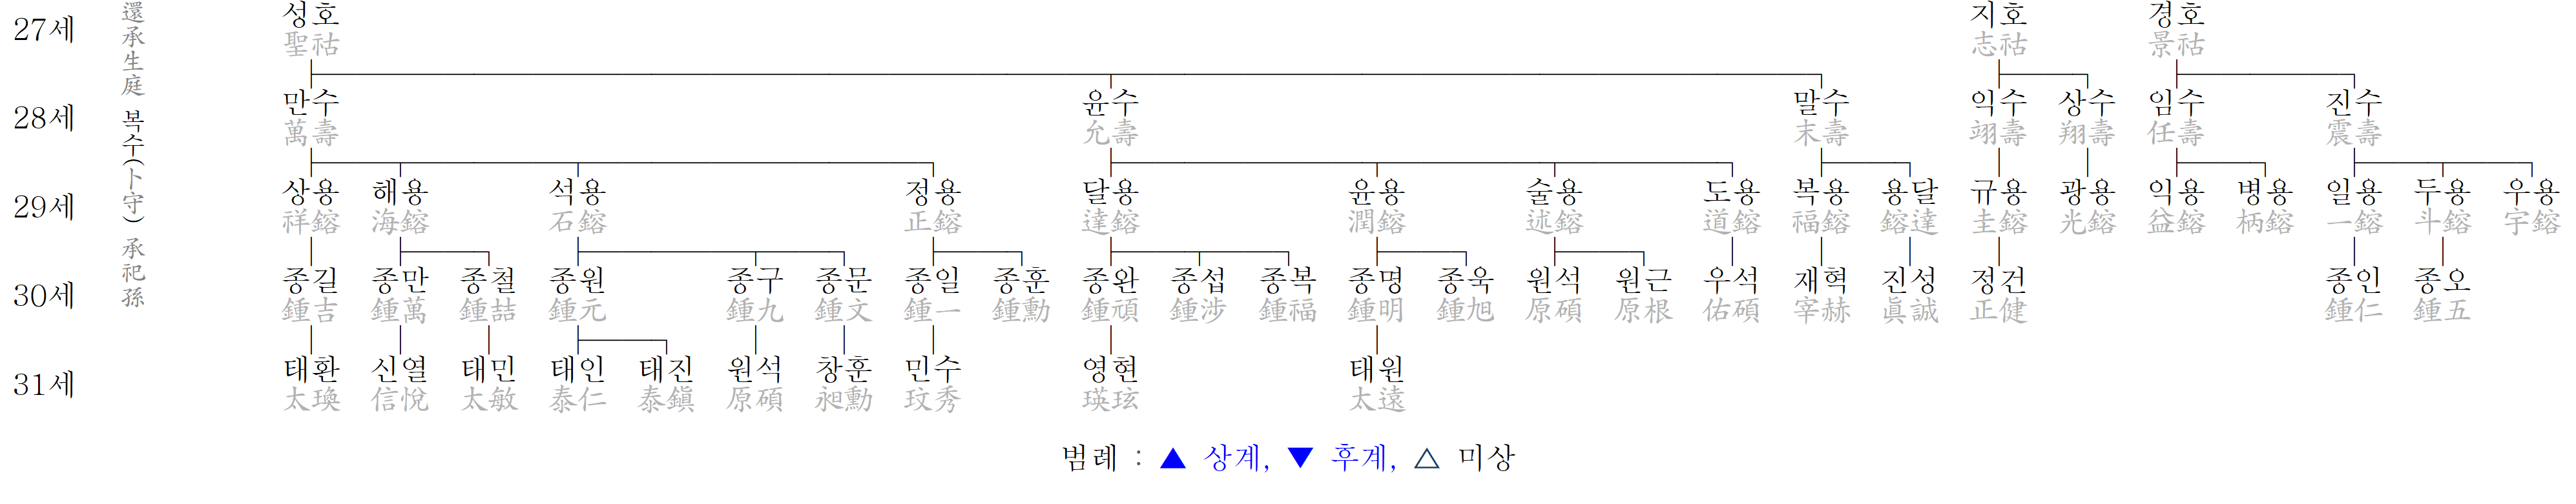 還承生庭 복수(卜守) 承祀孫
27세 성호 지호 경호
聖祜 志祜 景祜
28세 만수 윤수 말수 익수 상수 임수 진수
萬壽 允壽 末壽 翊壽 翔壽 任壽 震壽
29세 상용 해용 석용 정용 달용 윤용 술용 도용 복용 용달 규용 광용 익용 병용 일용 두용 우용
祥鎔 海鎔 石鎔 正鎔 達鎔 潤鎔 述鎔 道鎔 福鎔 鎔達 圭鎔 光鎔 益鎔 柄鎔 一鎔 斗鎔 宇鎔
30세 종길 종만 종철 종원 종구 종문 종일 종훈 종완 종섭 종복 종명 종욱 원석 원근 우석 재혁 진성 정건 종인 종오
鍾吉 鍾萬 鍾喆 鍾元 鍾九 鍾文 鍾一 鍾勳 鍾頑 鍾涉 鍾福 鍾明 鍾旭 原碩 原根 佑碩 宰赫 眞誠 正健 鍾仁 鍾五
31세 태환 신열 태민 태인 태진 원석 창훈 민수 영현 태원
太瑍 信悅 太敏 泰仁 泰鎭 原碩 昶勳 玟秀 瑛玹 太遠
범례 : ▲ 상계, ▼ 후계, △ 미상